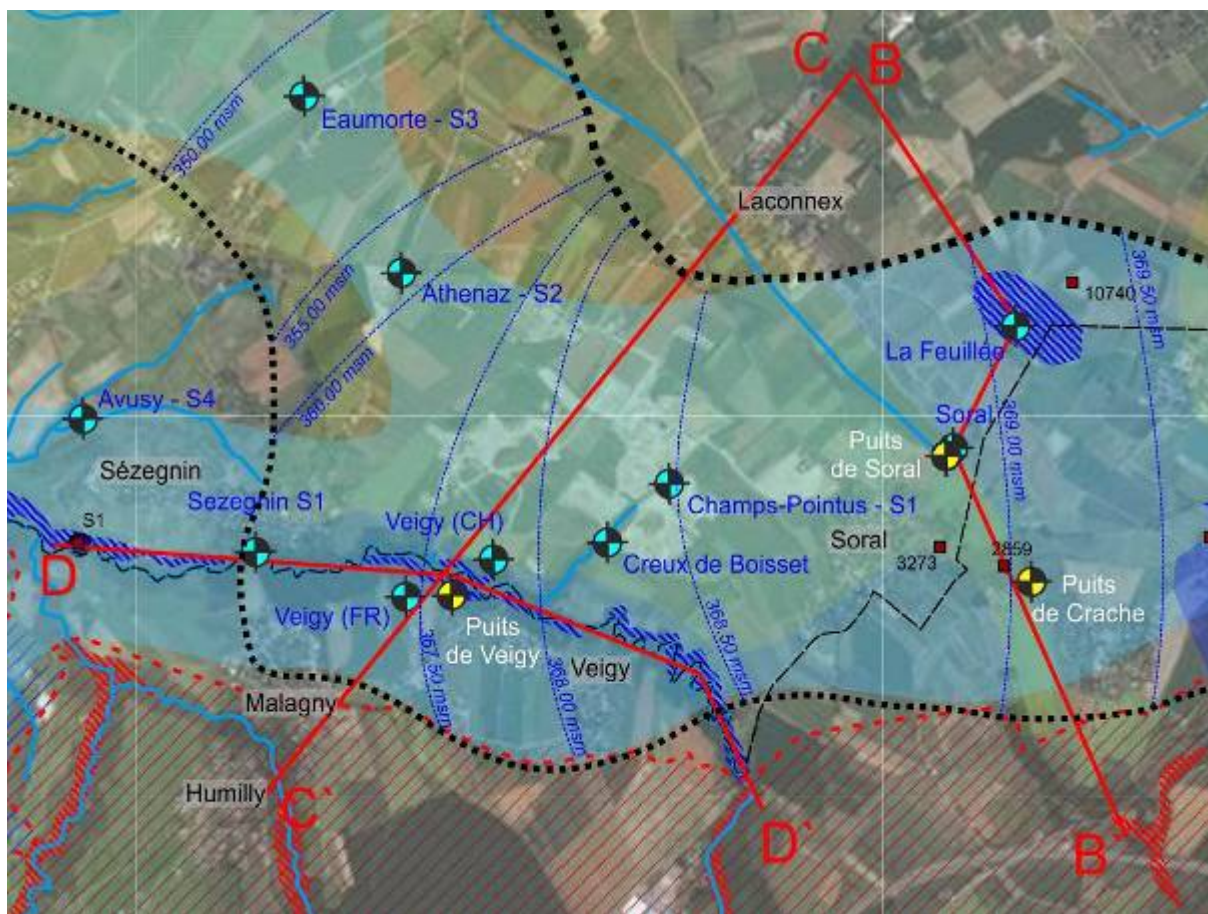 C B
Eaumorte - S3
350.00 msm
Laconnex
369.50 msm
10740
Athenaz - S2
355.00 msm
360.00 msm
La Feuillée
Avusy - S4
Soral
Puits
de Soral
369.00 msm
Sézegnin
Sezegnin S1
Champs-Pointus - S1
S1
Veigy (CH)
Soral
3273
2859
D
Creux de Boisset
Puits
de Crache
Veigy (FR)
Puits
de Veigy
367.50 msm
368.00 msm
Veigy
368.50 msm
Malagny
Humilly
C`
D`
B`